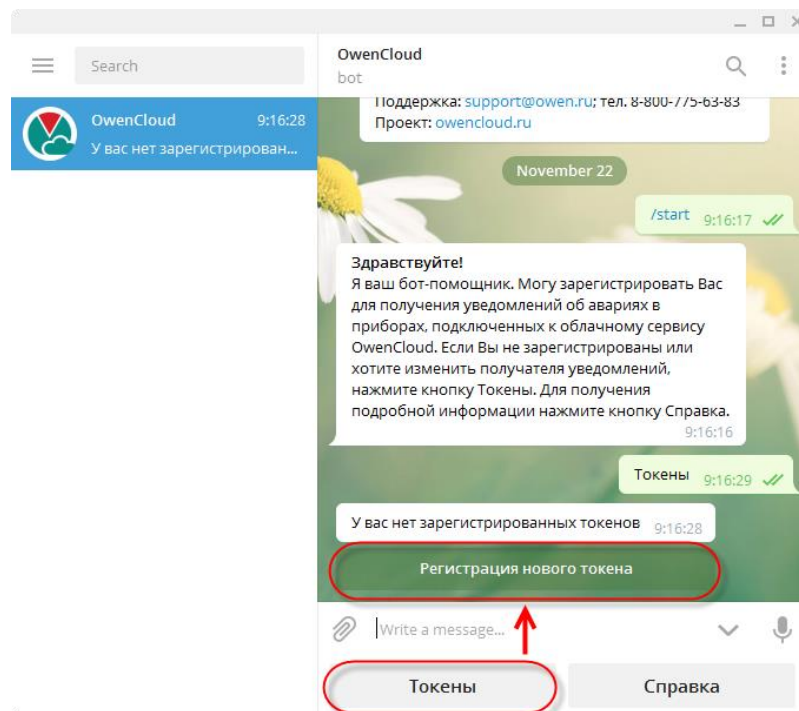 Search
OwenCloud
bot
OwenCloud 9:16:28
У вас нет зарегистрирован...
Поддержка: support@owen.ru; тел. 8-800-775-63-83
Проект: owencloud.ru
November 22
/start 9:16:17
Здравствуйте!
Я ваш бот-помощник. Могу зарегистрировать Вас
для получения уведомлений об авариях в
приборах, подключенных к облачному сервису
OwenCloud. Если Вы не зарегистрированы или
хотите изменить получателя уведомлений,
нажмите кнопку Токены. Для получения
подробной информации нажмите кнопку Справка.
9:16:16
Токены 9:16:29
У вас нет зарегистрированных токенов 9:16:28
Регистрация нового токена
Write a message...
Токены
Справка